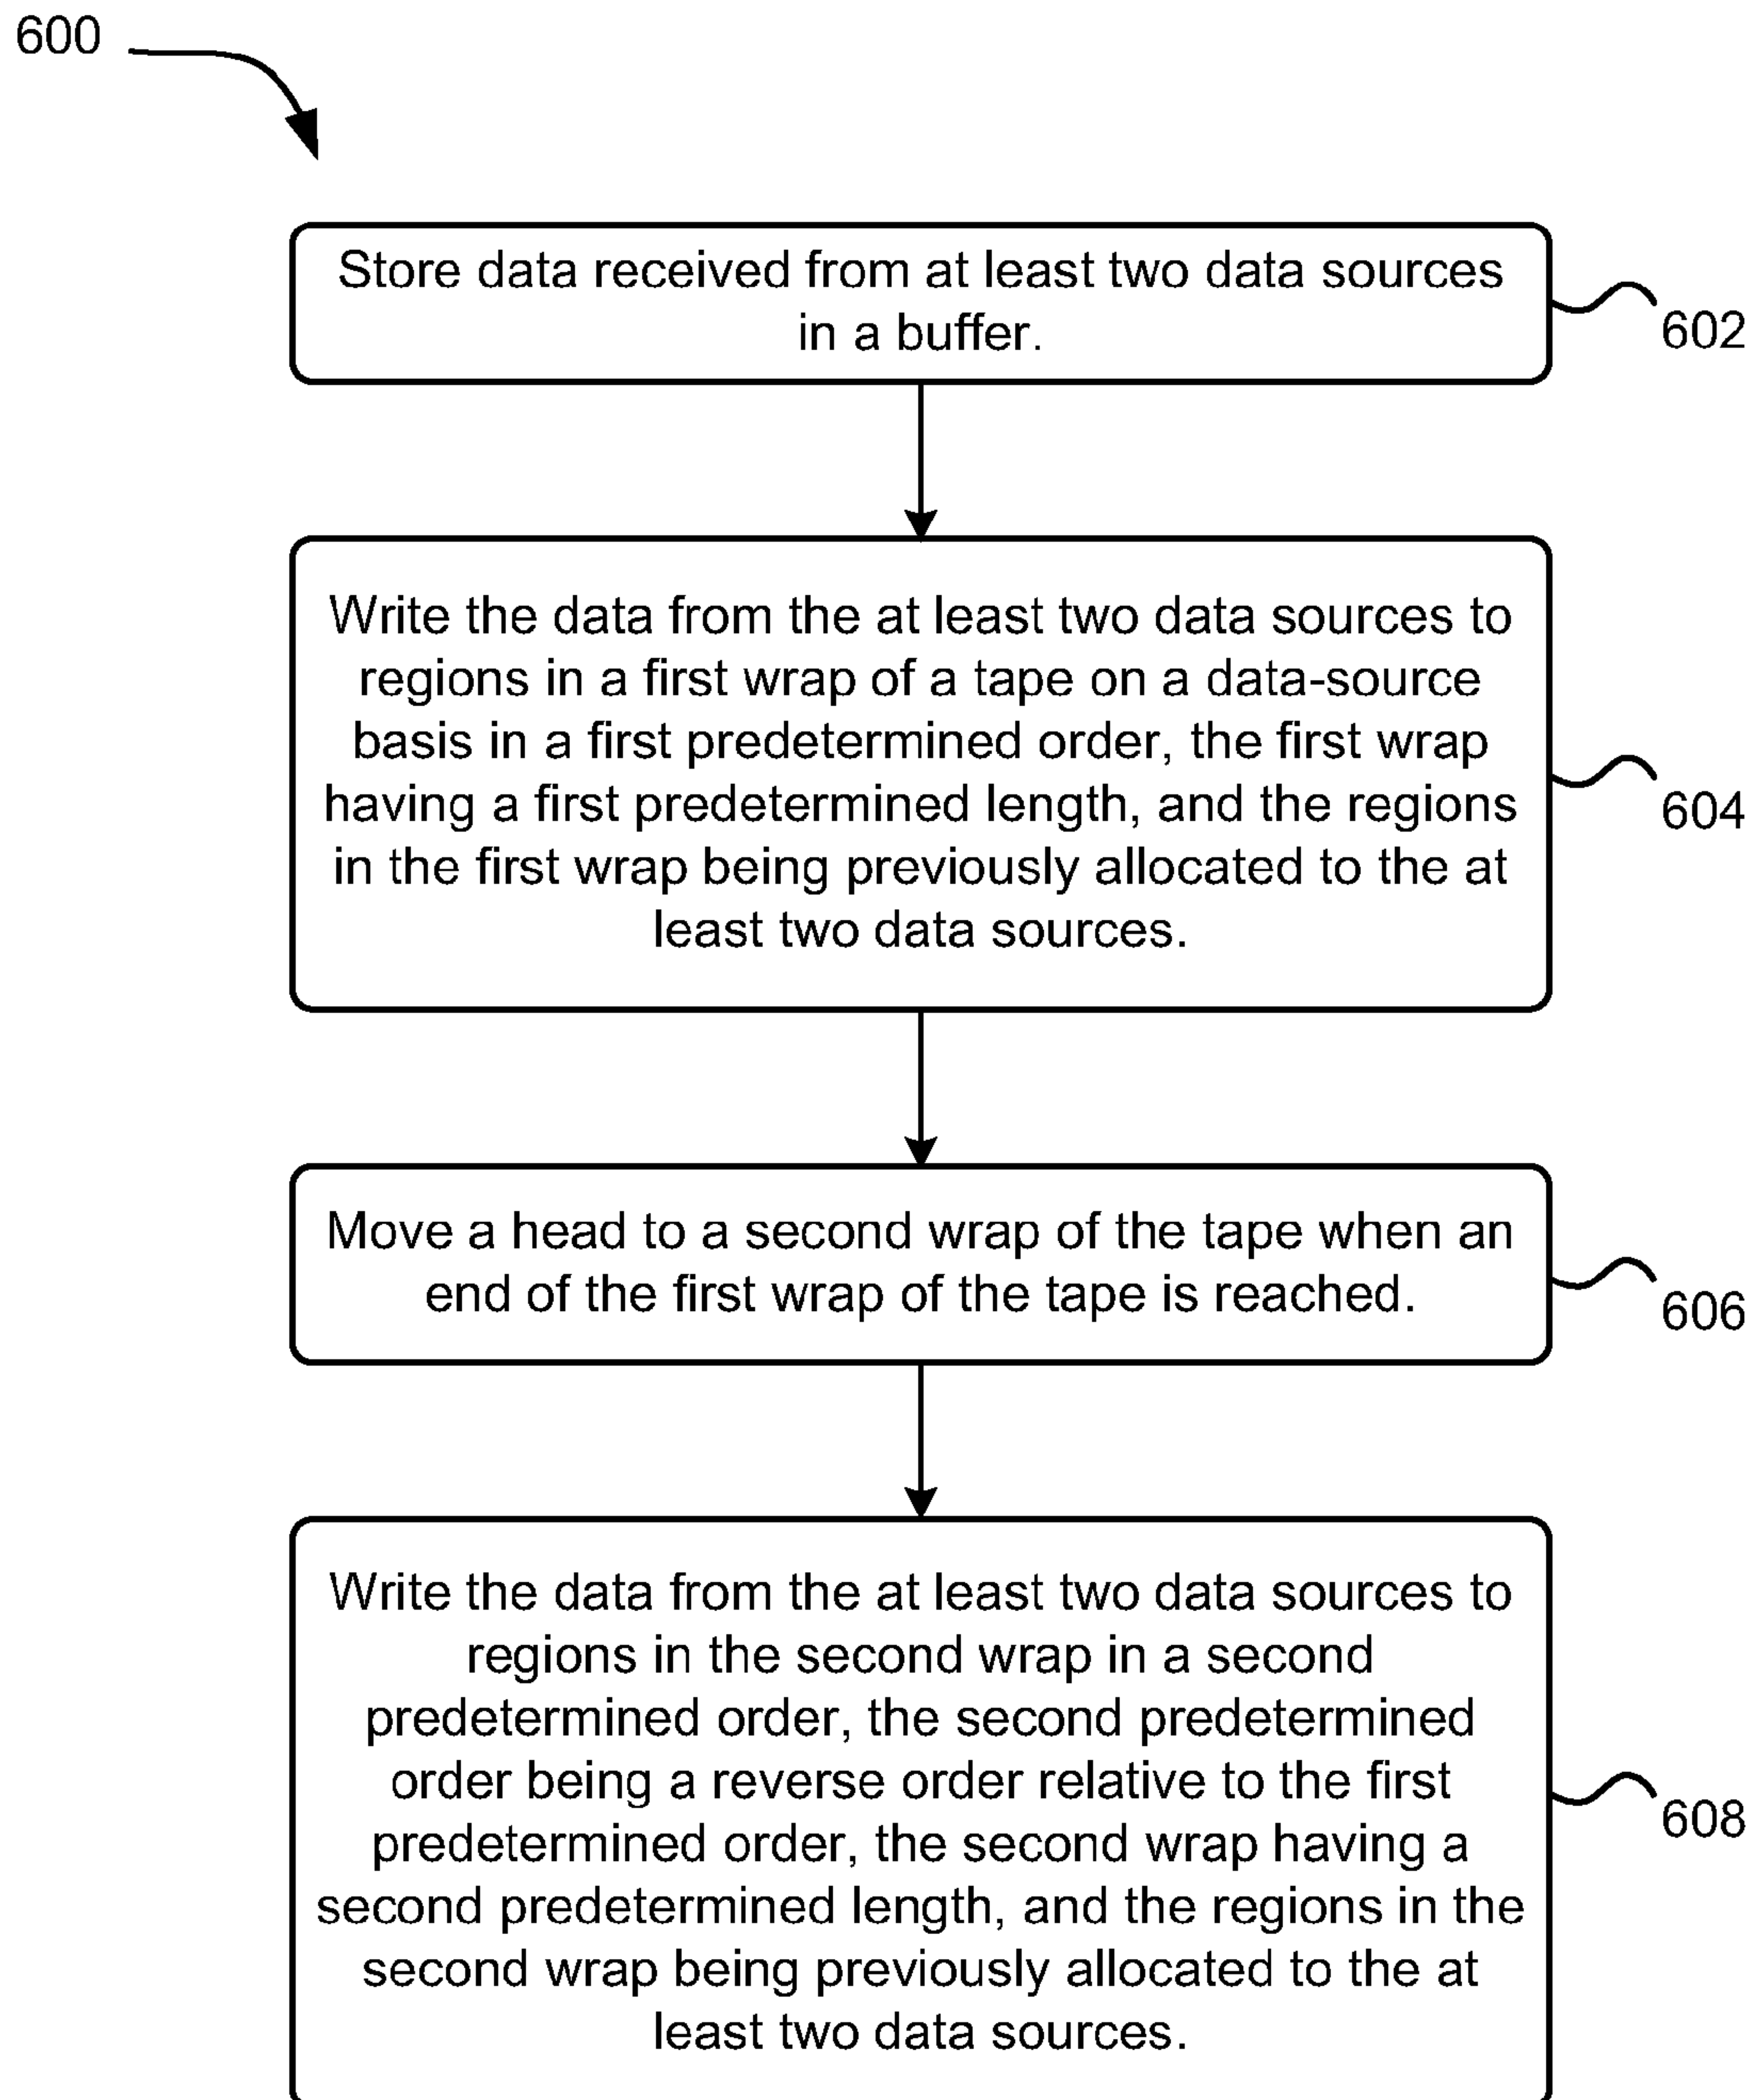 600
Store data received from at least two data sources
in a buffer.
602
Write the data from the at least two data sources to
regions in a first wrap of a tape on a data-source
basis in a first predetermined order, the first wrap
having a first predetermined length, and the regions
in the first wrap being previously allocated to the at
least two data sources.
604
Move a head to a second wrap of the tape when an
end of the first wrap of the tape is reached.
606
Write the data from the at least two data sources to
regions in the second wrap in a second
predetermined order, the second predetermined
order being a reverse order relative to the first
predetermined order, the second wrap having a
second predetermined length, and the regions in the
second wrap being previously allocated to the at
least two data sources.
608